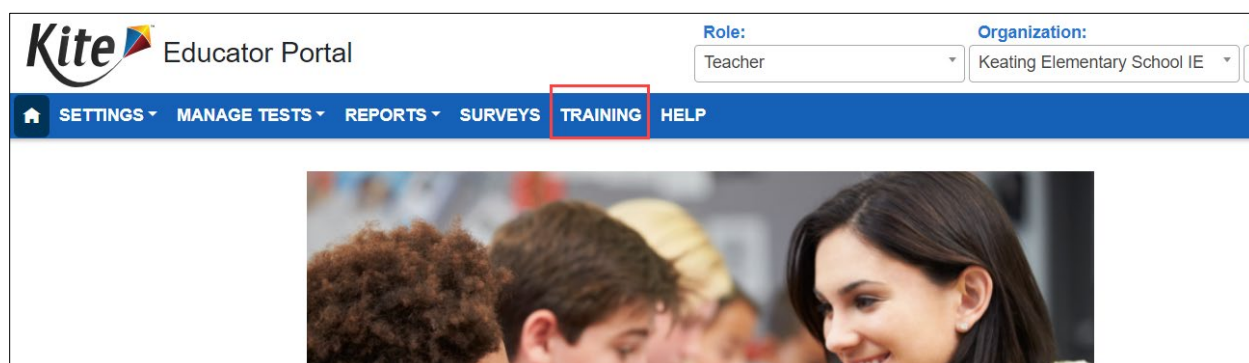 Kite Educator Portal
Role:
Teacher
Organization:
Keating Elementary School IE
SETTINGS MANAGE TESTS REPORTS SURVEYS TRAINING HELP